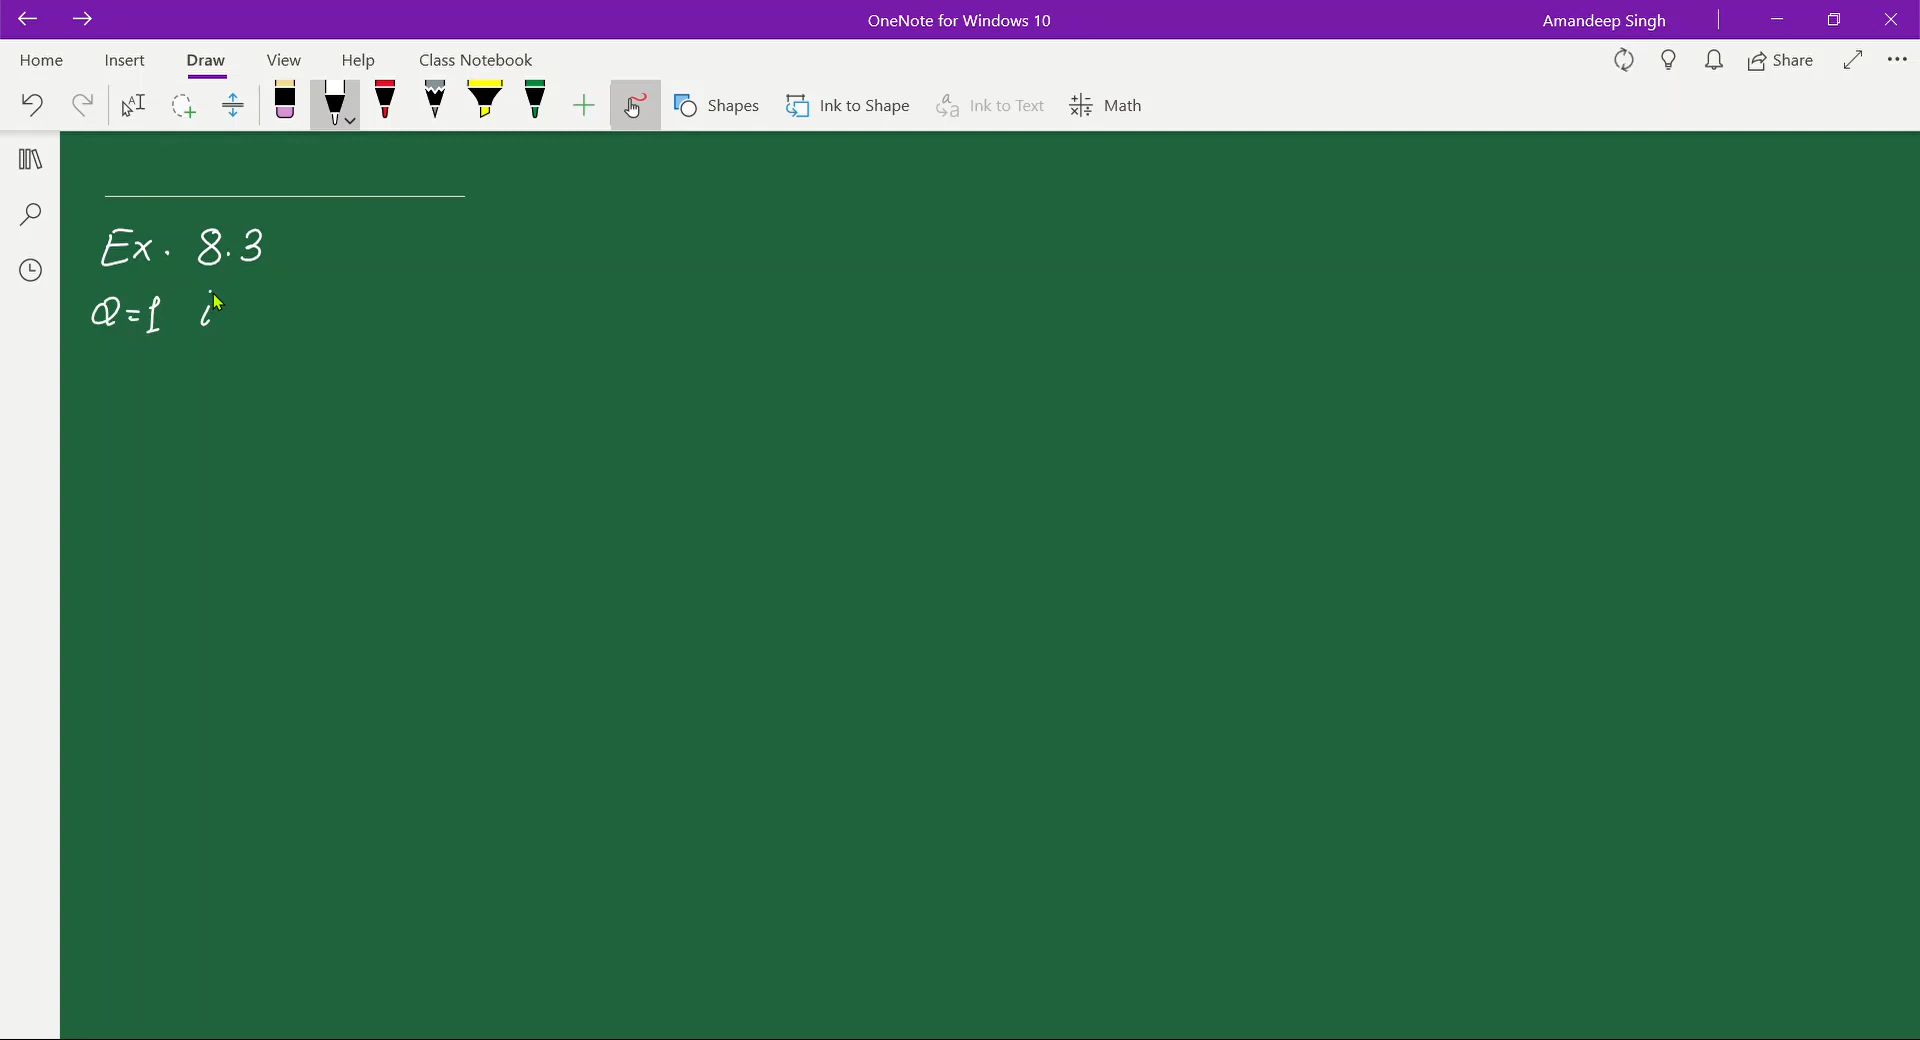 OneNote for Windows 10
Amandeep Singh
Home Insert Draw View Help Class Notebook
Share
Shapes Ink to Shape Ink to Text Math
Ex. 8.3
Q=1 i